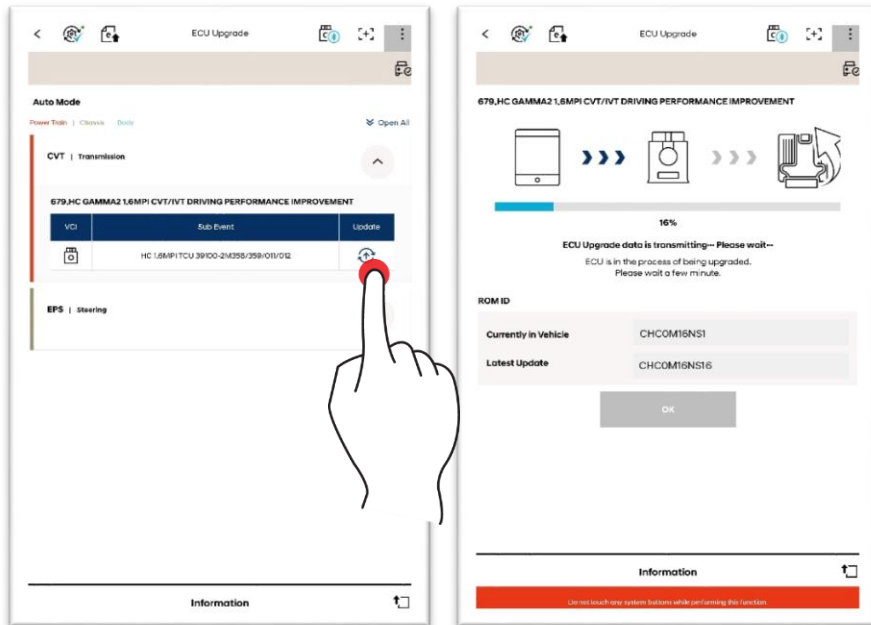 ECU Upgrade
Auto Mode
Power Train | Chassis Body
Open All
CVT | Transmission
679,HC GAMMA2 1,6MPI CVT/IVT DRIVING PERFORMANCE IMPROVEMENT
VCI Sub Event Update
HC 1.6MPI TCU 39100-2M358/359/011/012
EPS | Steering
Information
ECU Upgrade
679,HC GAMMA2 1,6MPI CVT/IVT DRIVING PERFORMANCE IMPROVEMENT
16%
ECU Upgrade data is transmitting--- Please wait---
ECU is in the process of being upgraded.
Please wait a few minute.
ROM ID
Currently in Vehicle CHC0M16NS1
Latest Update CHC0M16NS16
OK
Information
Do not touch any system buttons while performing this function.